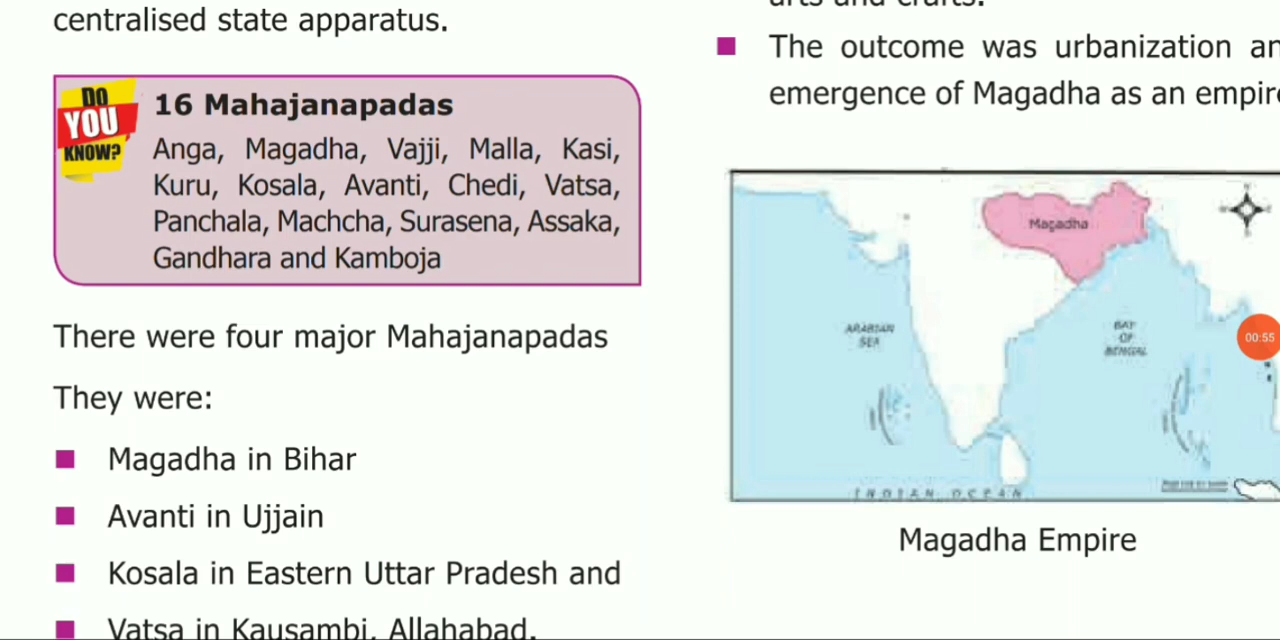 centralised state apparatus.
DO
YOU
KNOW?
16 Mahajanapadas
Anga, Magadha, Vajji, Malla, Kasi,
Kuru, Kosala, Avanti, Chedi, Vatsa,
Panchala, Machcha, Surasena, Assaka,
Gandhara and Kamboja
There were four major Mahajanapadas
They were:
Magadha in Bihar
Avanti in Ujjain
Kosala in Eastern Uttar Pradesh and
Vatsa in Kausambi, Allahabad.
arts and crafts.
The outcome was urbanization an
emergence of Magadha as an empire
Magadha
ARABIAN
SEA
BAY
OF
BENGAL
INDIAN OCEAN
00:55
Magadha Empire